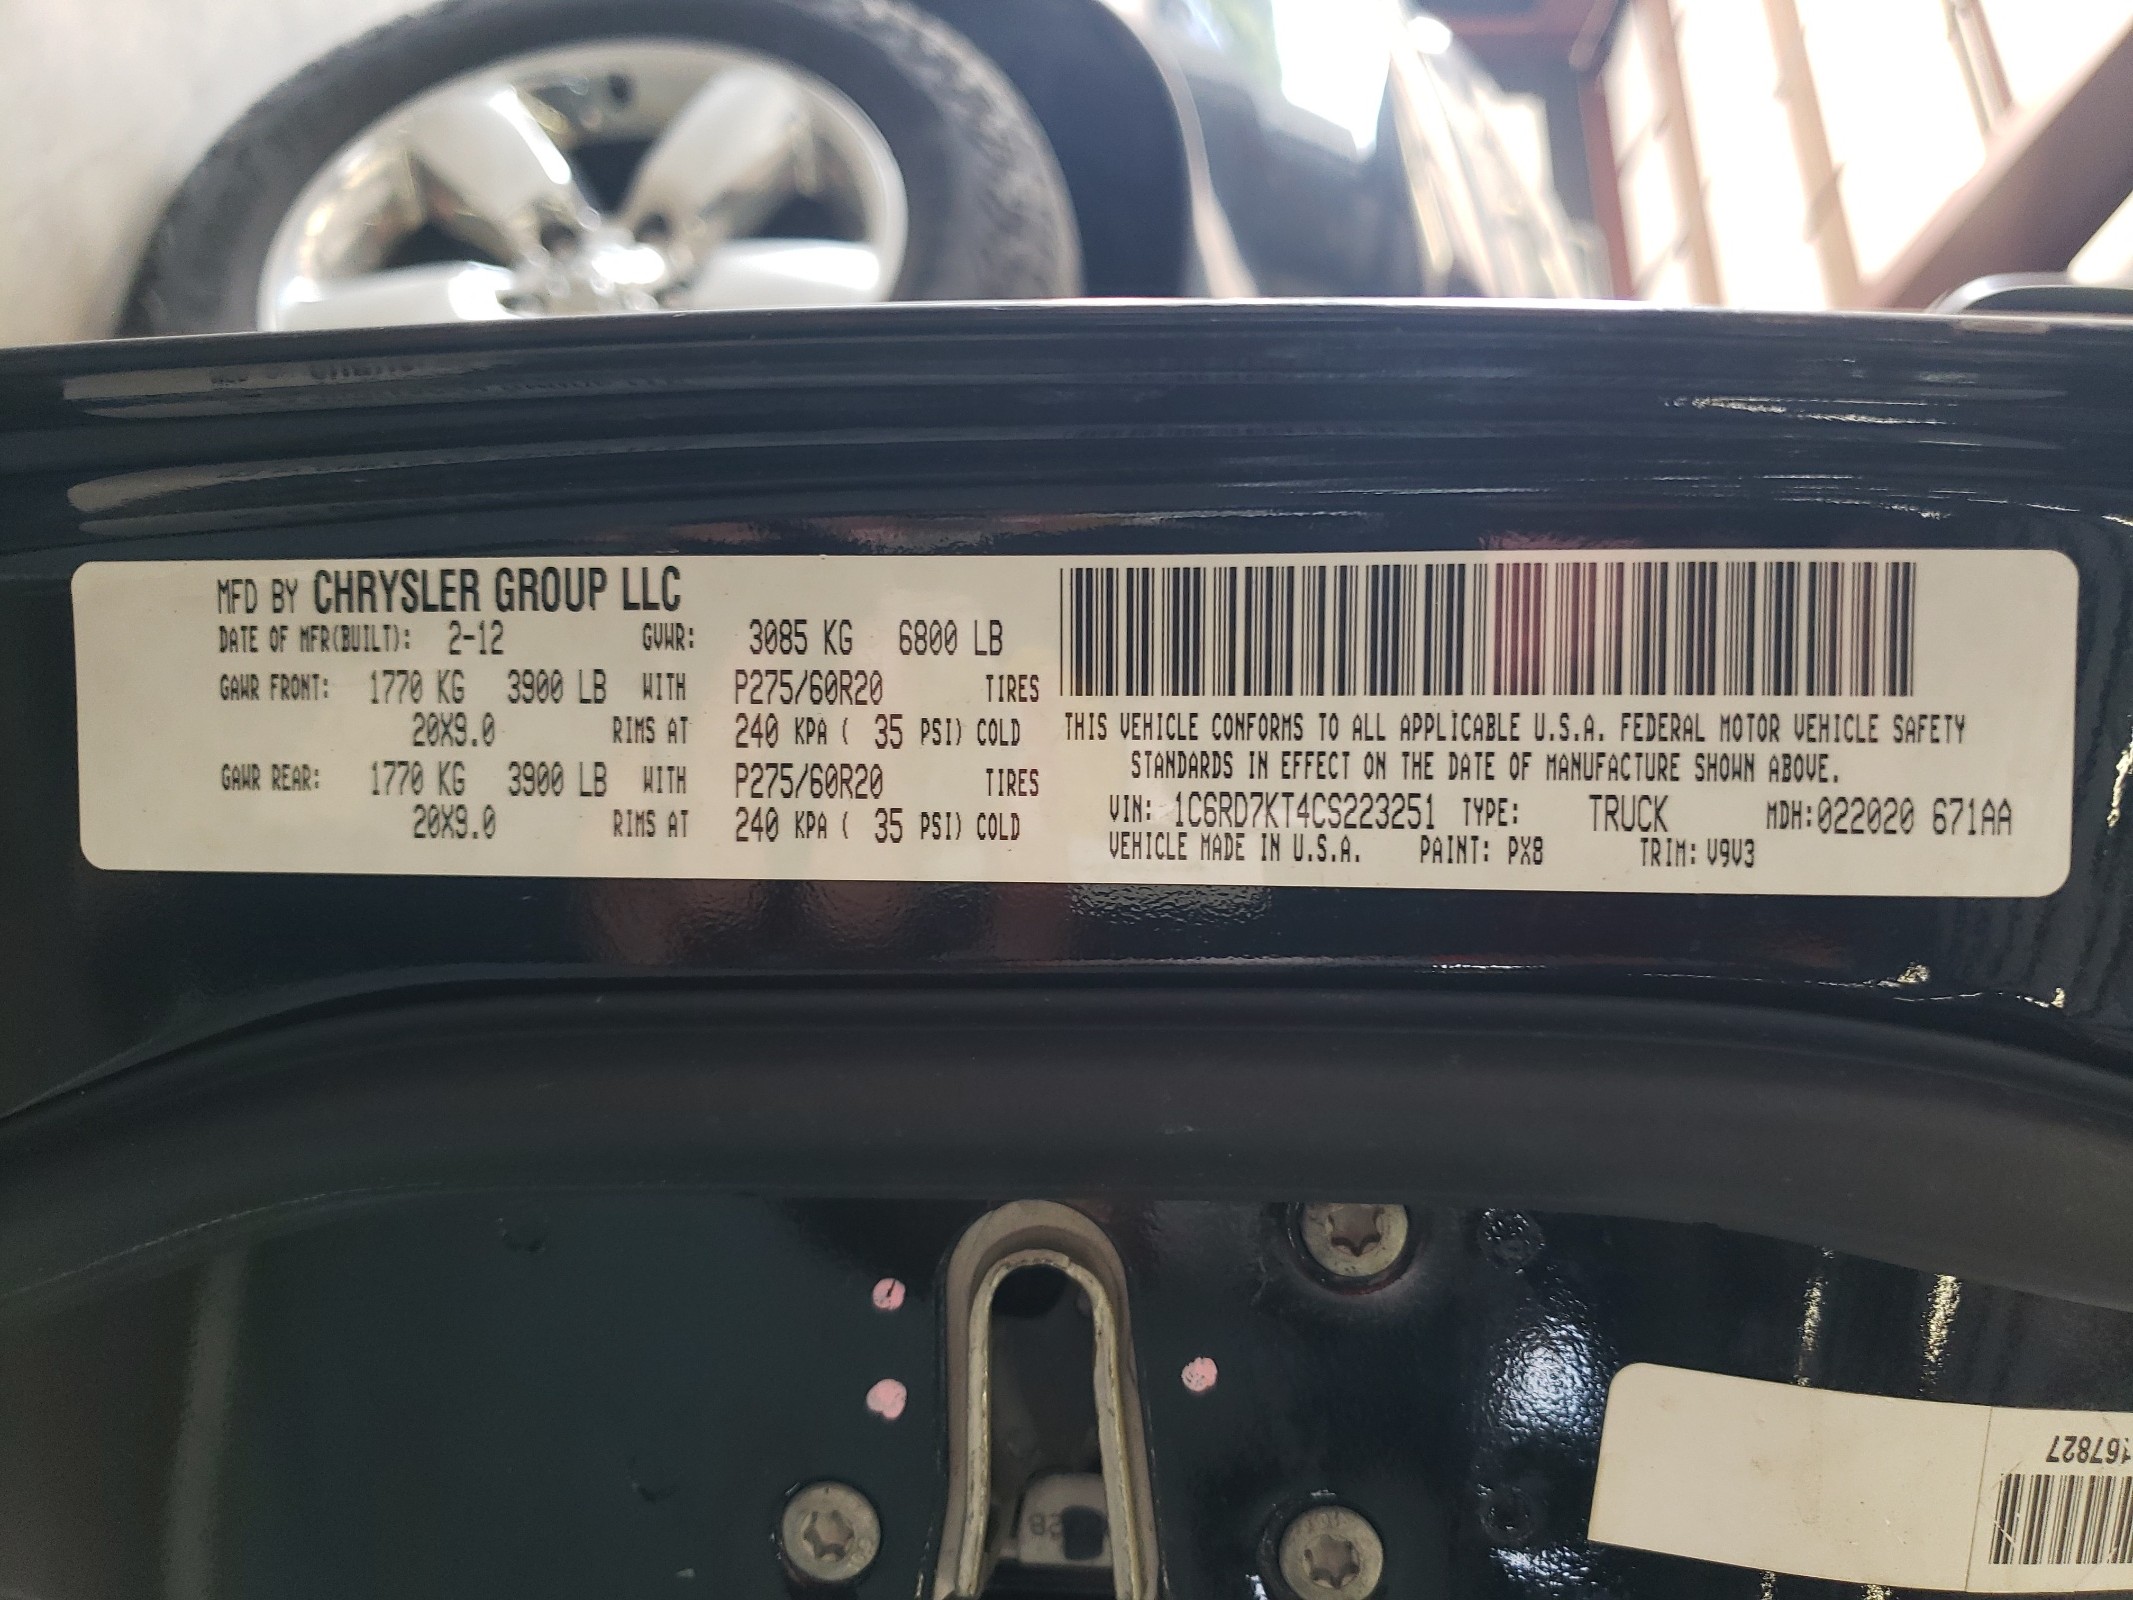 MFD BY CHRYSLER GROUP LLC
DATE OF MFR(BUILT): 2-12 GVWR: 3085 KG 6800 LB
GAWR FRONT: 1770 KG 3900 LB WITH P275/60R20 TIRES
20X9.0 RIMS AT 240 KPA ( 35 PSI) COLD
GAWR REAR: 1770 KG 3900 LB WITH P275/60R20 TIRES
20X9.0 RIMS AT 240 KPA ( 35 PSI) COLD
THIS VEHICLE CONFORMS TO ALL APPLICABLE U.S.A. FEDERAL MOTOR VEHICLE SAFETY
STANDARDS IN EFFECT ON THE DATE OF MANUFACTURE SHOWN ABOVE.
VIN: 1C6RD7KT4CS223251 TYPE: TRUCK MDH:022020 671AA
VEHICLE MADE IN U.S.A. PAINT: PX8 TRIM: V9V3